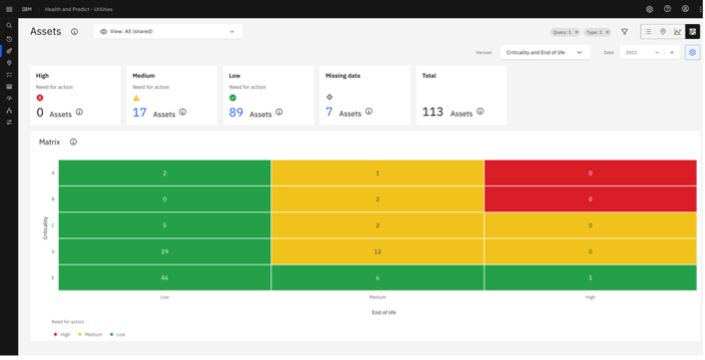 IBM Health and Predict - Utilities
Assets
View: All (shared)
Query: 1
Type: 1
Version Criticality and End of life
Date 2022
High
Need for action
0 Assets
Medium
Need for action
17 Assets
Low
Need for action
89 Assets
Missing data
7 Assets
Total
113 Assets
Matrix
Criticality
A 2 1 0
B 0 2 0
C 5 2 0
D 29 12 0
E 46 6 1
Low Medium High
End of life
Need for action
High Medium Low